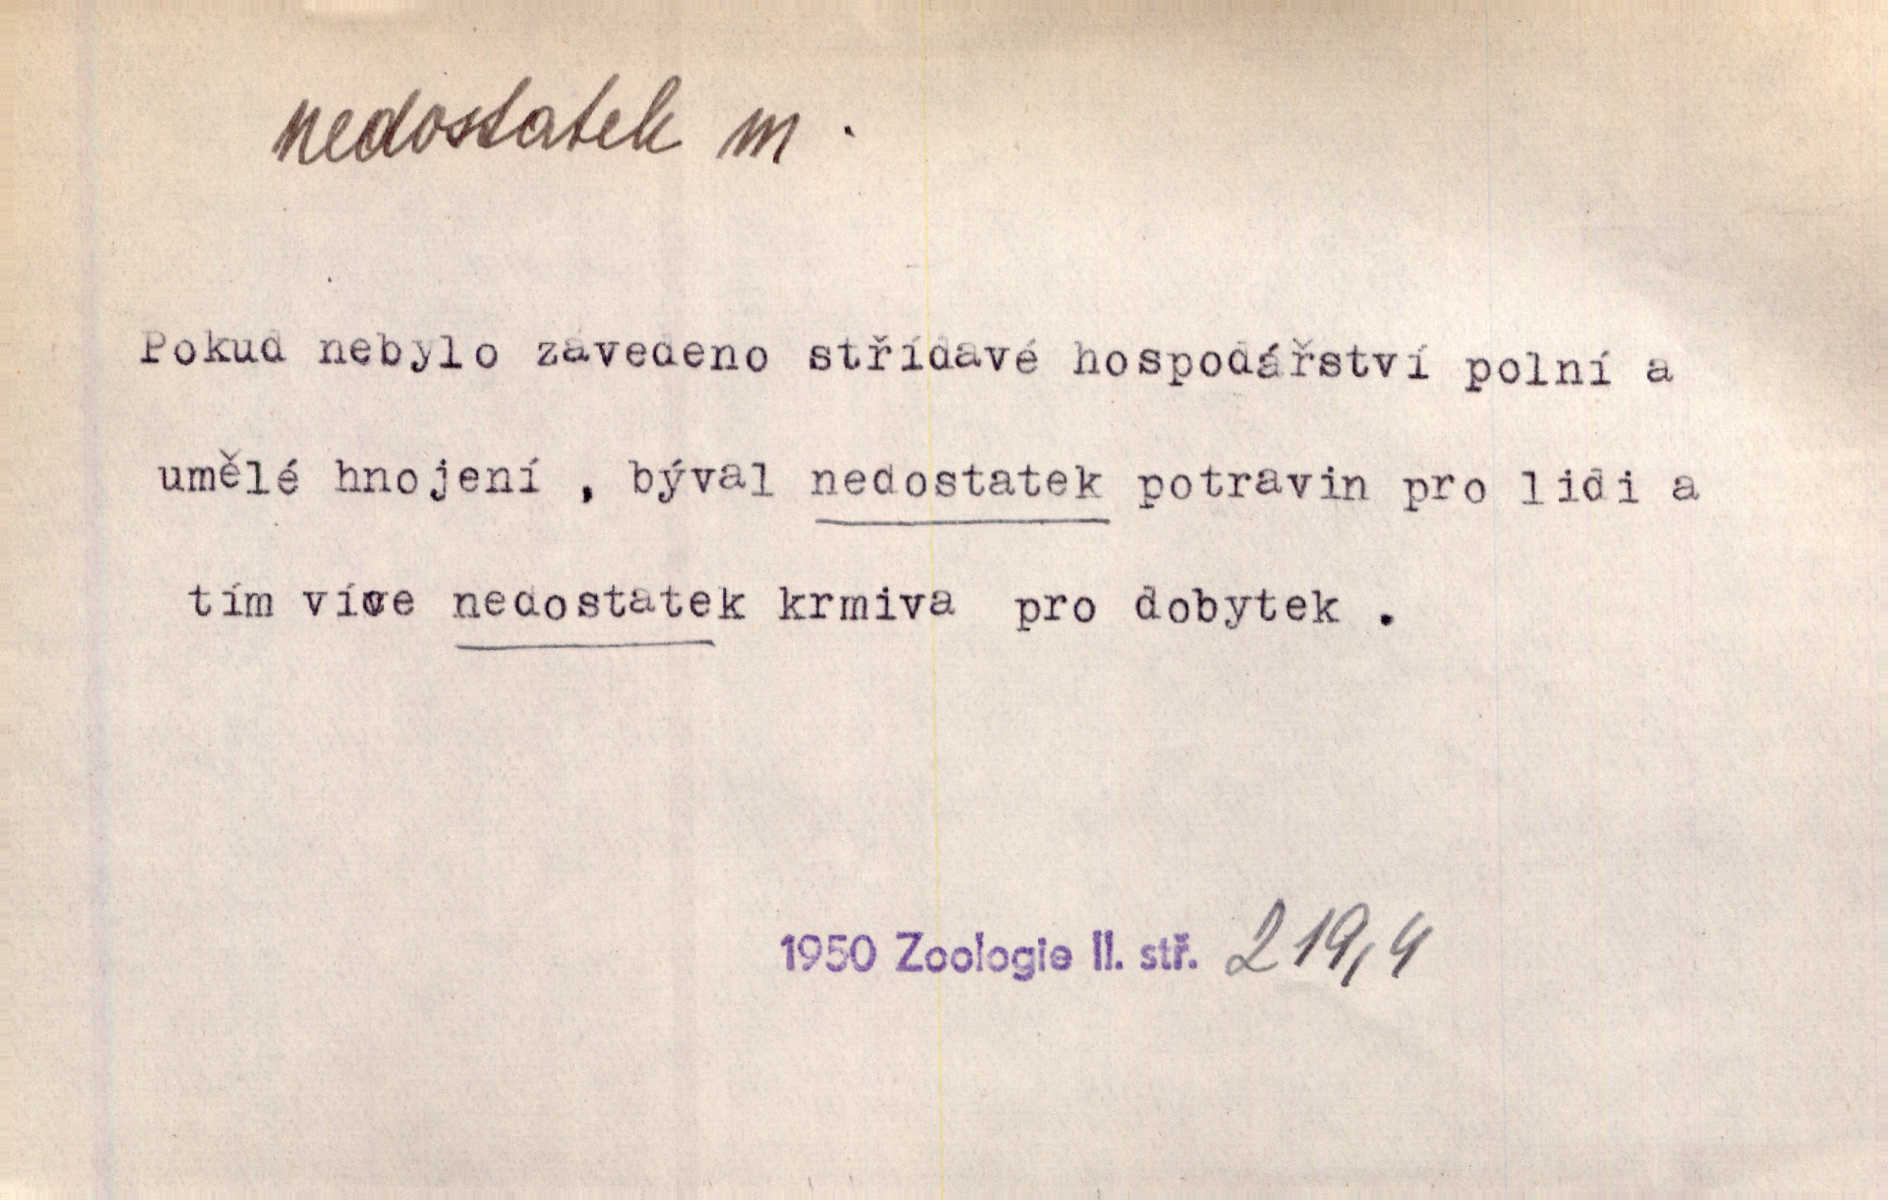 nedostatek m.
Pokud nebylo zavedeno střídavé hospodářství polní a
umělé hnojení , býval nedostatek potravin pro lidi a
tím více nedostatek krmiva pro dobytek .
1950 Zoologie II. stř. 219,4